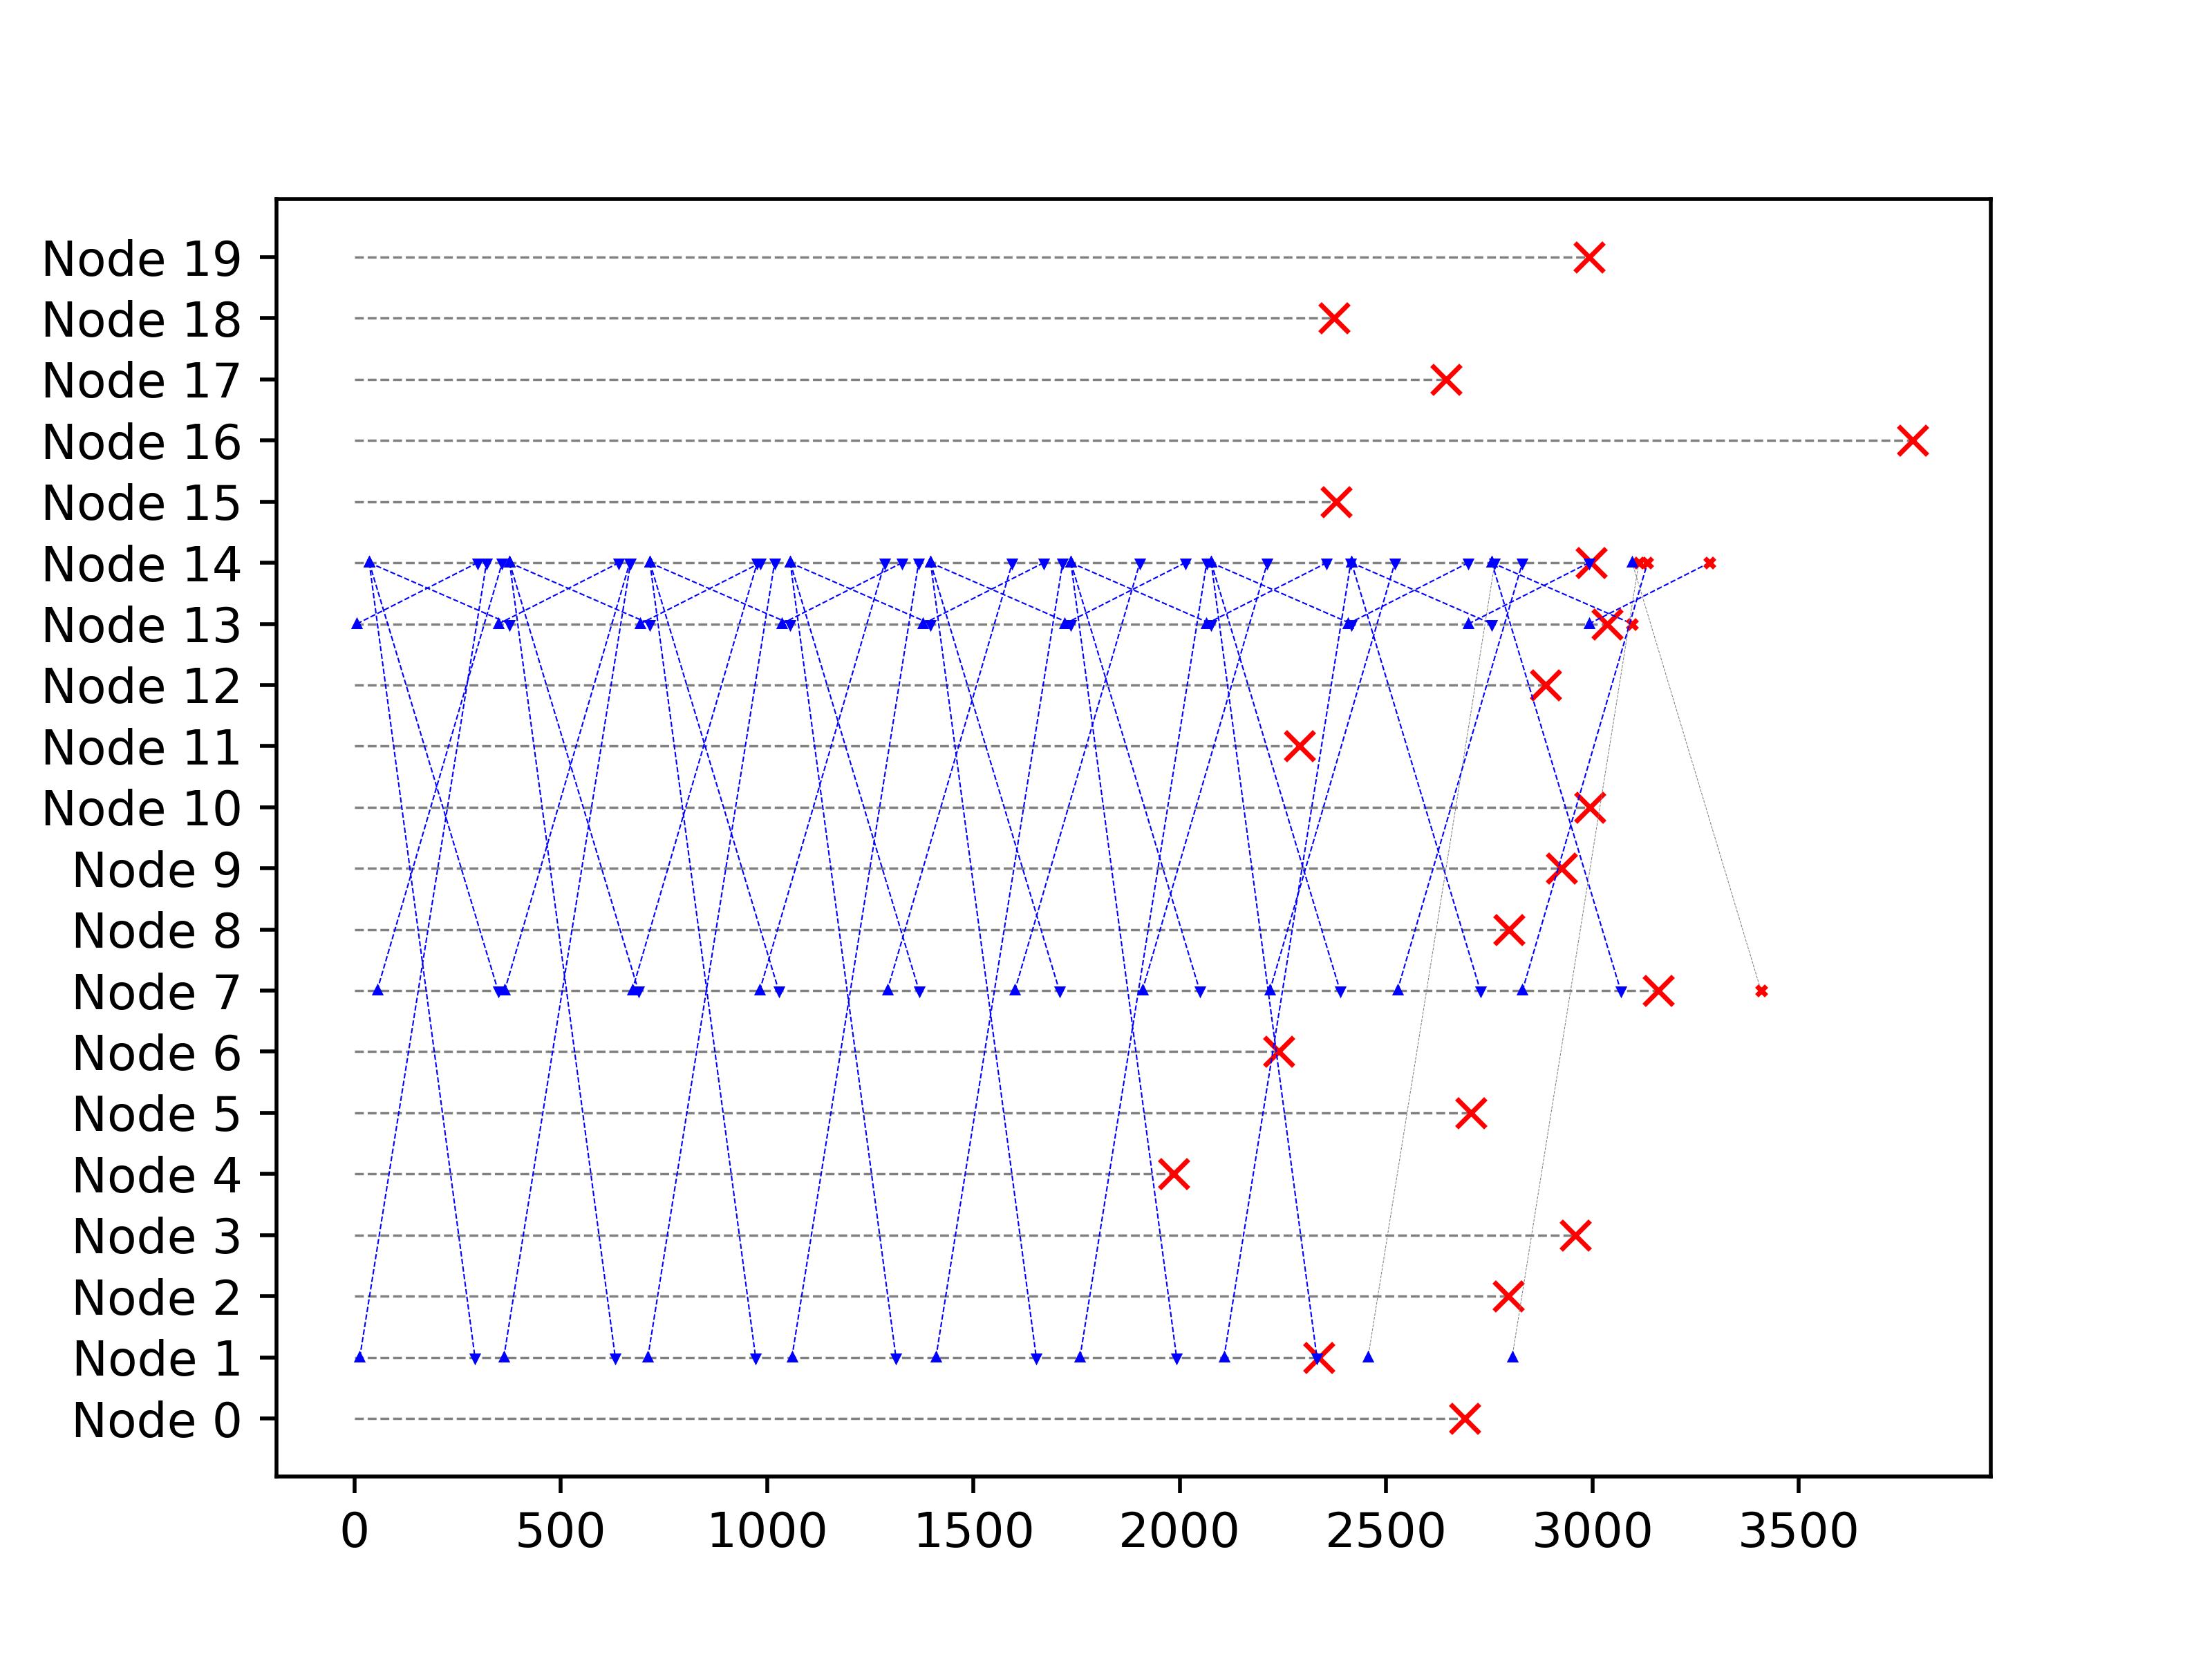 Node 19
Node 18
Node 17
Node 16
Node 15
Node 14
Node 13
Node 12
Node 11
Node 10
Node 9
Node 8
Node 7
Node 6
Node 5
Node 4
Node 3
Node 2
Node 1
Node 0
0 500 1000 1500 2000 2500 3000 3500